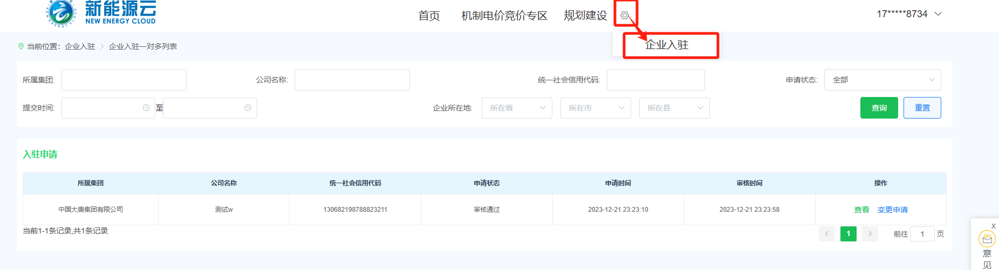 新能源云
NEW ENERGY CLOUD
首页 机制电价竞价专区 规划建设 17*****8734
企业入驻
当前位置: 企业入驻 > 企业入驻一对多列表
所属集团: 公司名称: 统一社会信用代码: 申请状态: 全部
提交时间: 至 企业所在地: 所在省 所在市 所在县 查询 重置
入驻申请
所属集团 公司名称 统一社会信用代码 申请状态 申请时间 审核时间 操作
中国大唐集团有限公司 测试w 130682198788823211 审核通过 2023-12-21 23:23:10 2023-12-21 23:23:58 查看 变更申请
当前1-1条记录,共1条记录 < 1 > 前往 1 页
X
意
见